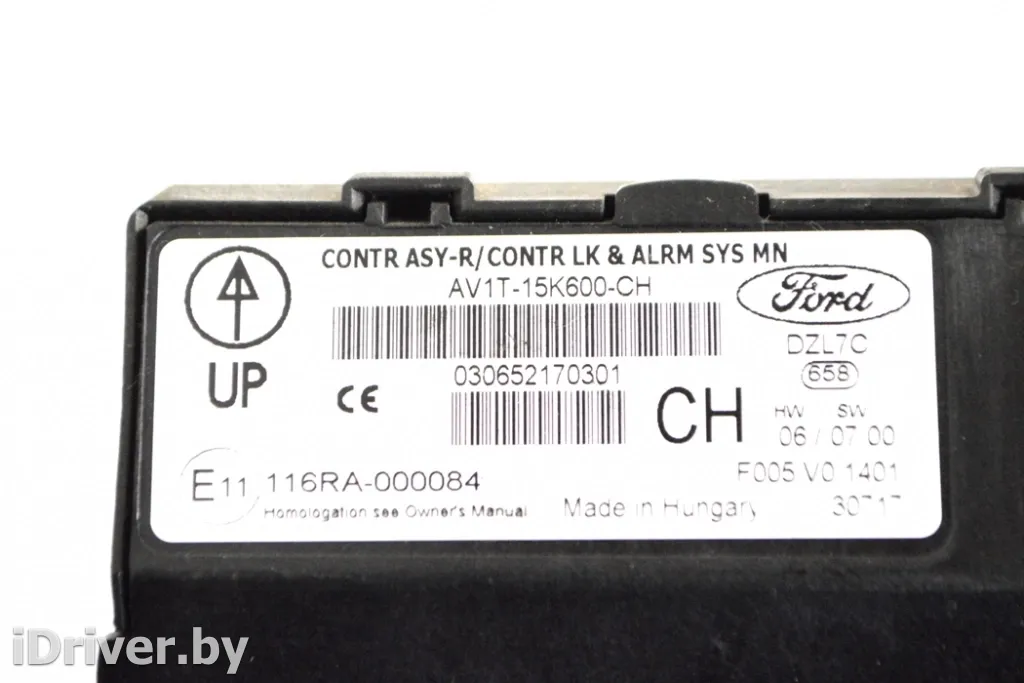 CONTR ASY-R/CONTR LK & ALRM SYS MN
AV1T-15K600-CH
Ford
UP
DZL7C
658
030652170301
CE
CH
HW SW
06/07 00
E11 116RA-000084
F005 V0 1401
Homologation see Owner's Manual
Made in Hungary
30717
iDriver.by